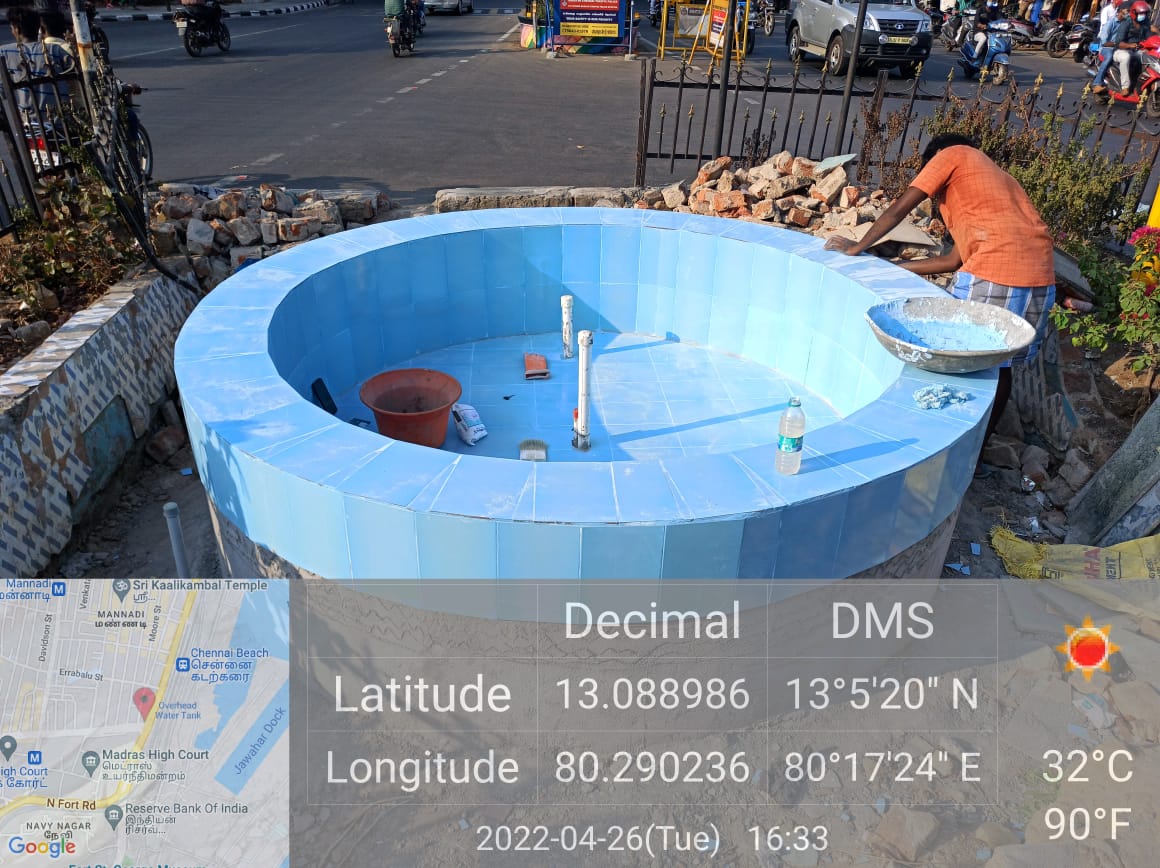 Mannadi
மண்ணடி
Sri Kaalikambal Temple
ஸ்ரீ...
MANNADI
மண்ணடி
Davidson St
Moore St
Chennai Beach
சென்னை
கடற்கரை
Errabalu St
Overhead
Water Tank
Jawahar Dock
Madras High Court
மெட்ராஸ்
உயர்நீதிமன்றம்
N Fort Rd
Reserve Bank Of India
இந்தியன்
ரிசர்வ்...
NAVY NAGAR
நேவி
Google
Decimal DMS
Latitude 13.088986 13°5'20" N
Longitude 80.290236 80°17'24" E
2022-04-26(Tue) 16:33
32°C
90°F